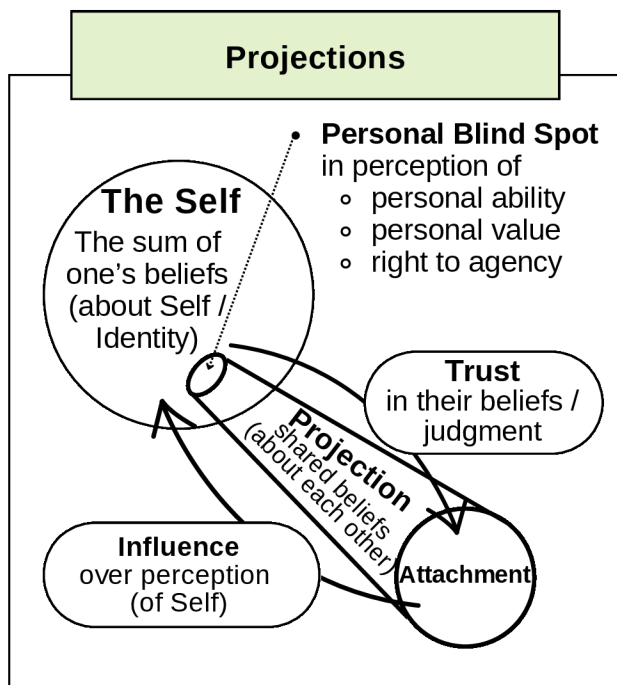 Projections
Personal Blind Spot
in perception of
personal ability
personal value
right to agency
The Self
The sum of
one's beliefs
(about Self /
Identity)
Trust
in their beliefs /
judgment
Projection
shared beliefs
(about each other)
Attachment
Influence
over perception
(of Self)